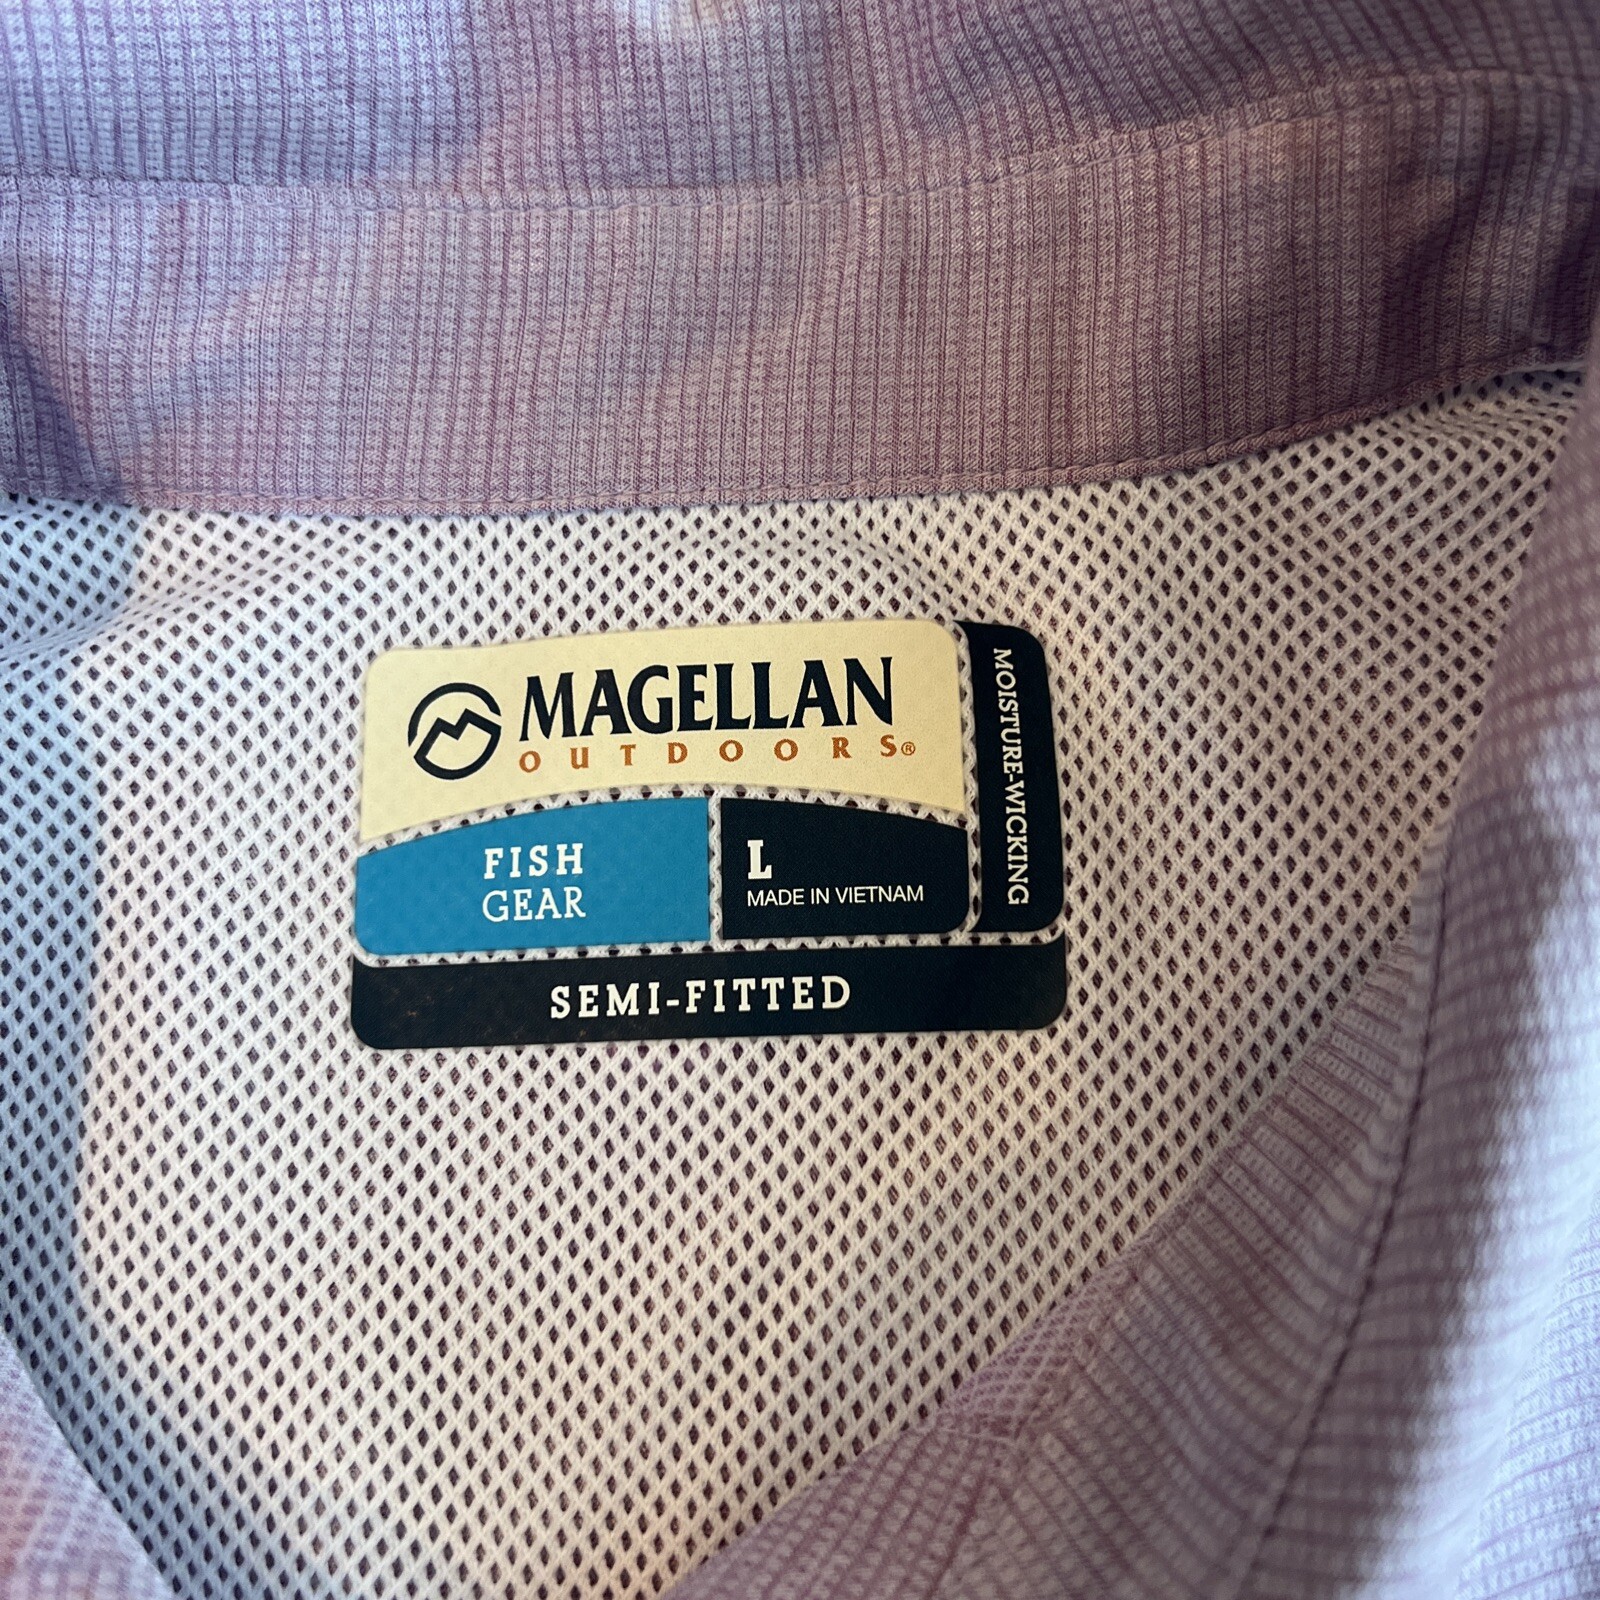 MAGELLAN
OUTDOORS®
FISH
GEAR
L
MADE IN VIETNAM
MOISTURE-WICKING
SEMI-FITTED